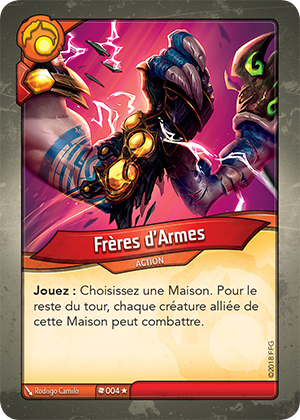 Frères d'Armes
ACTION
Jouez : Choisissez une Maison. Pour le
reste du tour, chaque créature alliée de
cette Maison peut combattre.
Rodrigo Camilo
004
©2018 FFG